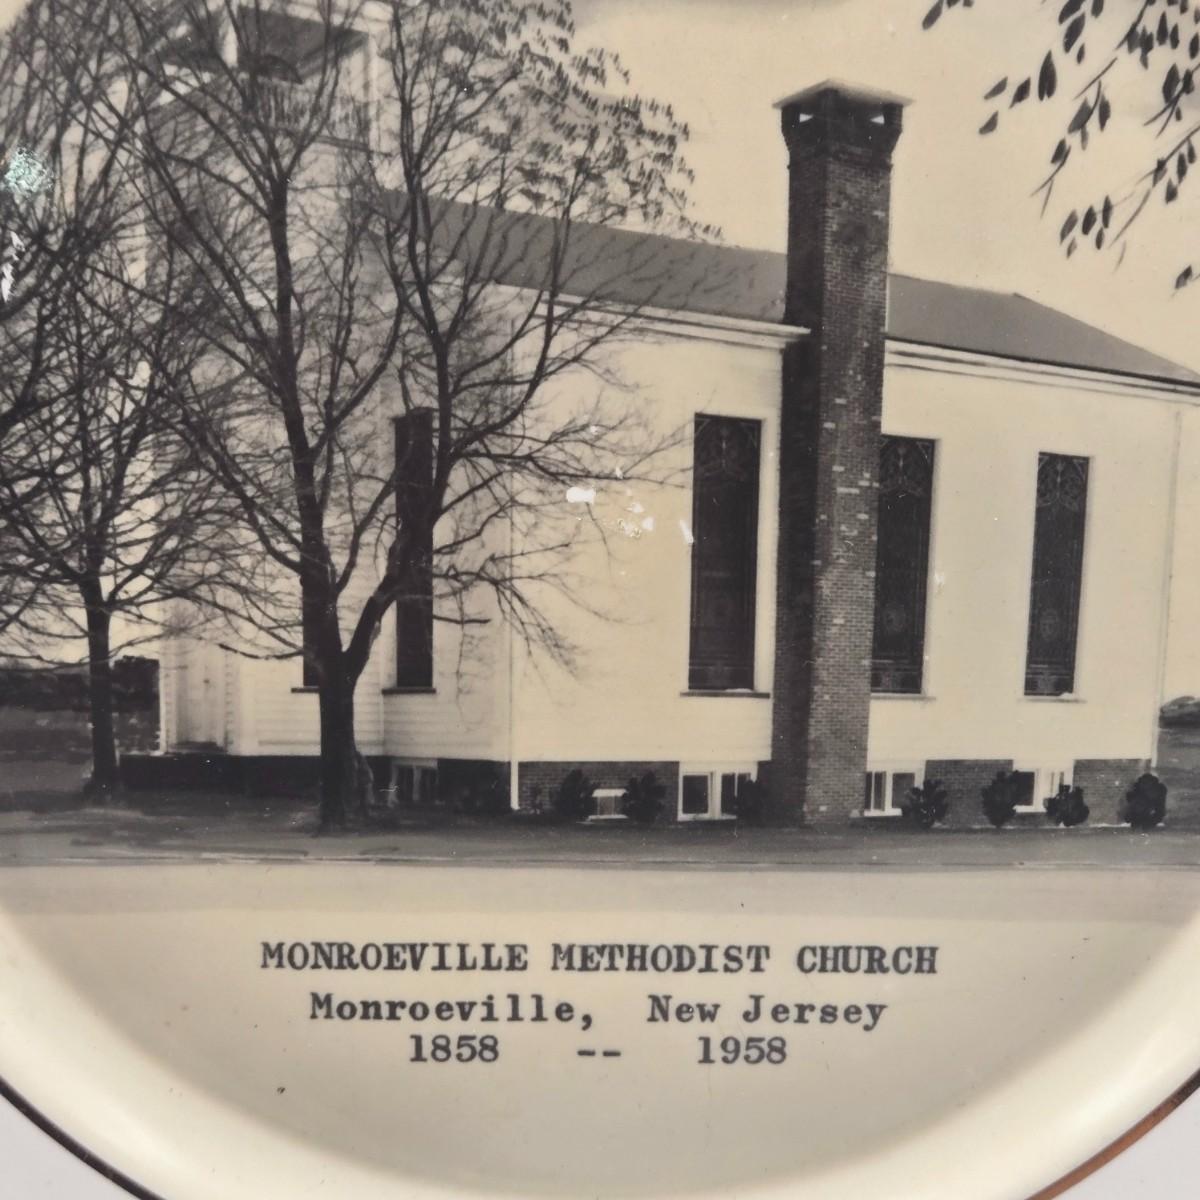 MONROEVILLE METHODIST CHURCH
Monroeville, New Jersey
1858 -- 1958